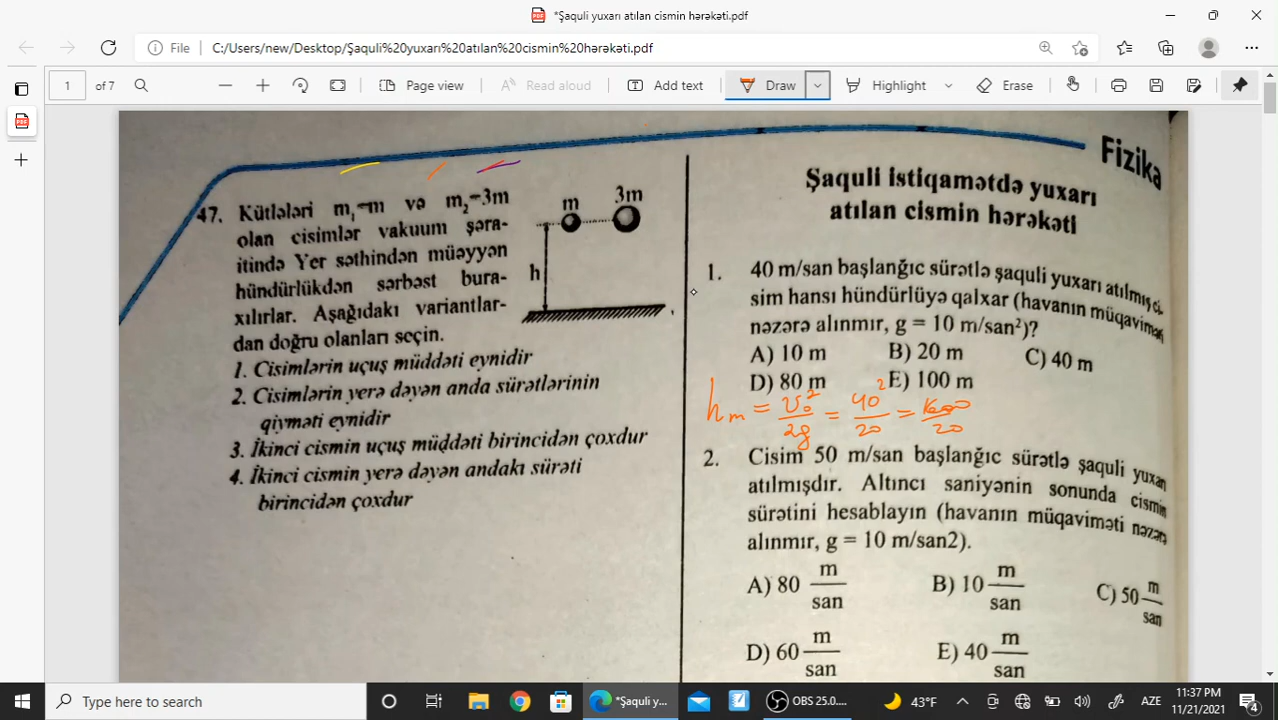 *Şaquli yuxarı atılan cismin hərəkəti.pdf
File
C:/Users/new/Desktop/Şaquli%20yuxarı%20atılan%20cismin%20hərəkəti.pdf
1 of 7
Page view
Read aloud
Add text
Draw
Highlight
Erase
Fizika
47. Kütlələri m₁=m və m₂=3m
olan cisimlər vakuum şəra-
itində Yer səthindən müəyyən
hündürlükdən sərbəst bura-
xılırlar. Aşağıdakı variantlar-
dan doğru olanları seçin.
m
3m
h
1. Cisimlərin uçuş müddəti eynidir
2. Cisimlərin yerə dəyən anda sürətlərinin
qiyməti eynidir
3. İkinci cismin uçuş müddəti birincidən çoxdur
4. İkinci cismin yerə dəyən andakı sürəti
birincidən çoxdur
Şaquli istiqamətdə yuxarı
atılan cismin hərəkəti
1. 40 m/san başlanğıc sürətlə şaquli yuxarı atılmış ci-
sim hansı hündürlüyə qalxar (havanın müqaviməti
nəzərə alınmır, g = 10 m/san²)?
A) 10 m B) 20 m C) 40 m
D) 80 m E) 100 m
hₘ = v₀²/2g = 40²/20 = 1600/20
2. Cisim 50 m/san başlanğıc sürətlə şaquli yuxarı
atılmışdır. Altıncı saniyənin sonunda cismin
sürətini hesablayın (havanın müqaviməti nəzərə
alınmır, g = 10 m/san2).
A) 80 m/san B) 10 m/san C) 50 m/san
D) 60 m/san E) 40 m/san
Type here to search
*Şaquli y...
OBS 25.0....
43°F
AZE
11:37 PM
11/21/2021
4